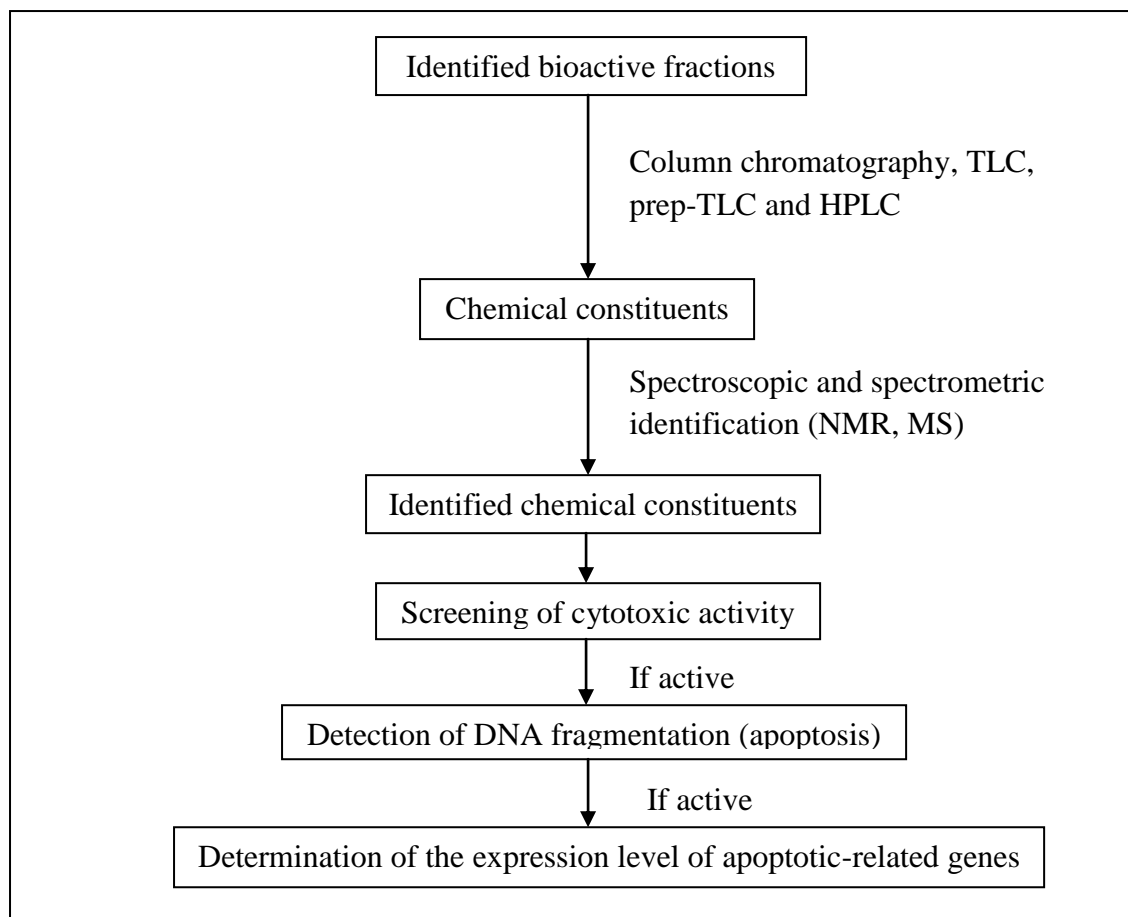 Identified bioactive fractions
Column chromatography, TLC,
prep-TLC and HPLC
Chemical constituents
Spectroscopic and spectrometric
identification (NMR, MS)
Identified chemical constituents
Screening of cytotoxic activity
If active
Detection of DNA fragmentation (apoptosis)
If active
Determination of the expression level of apoptotic-related genes